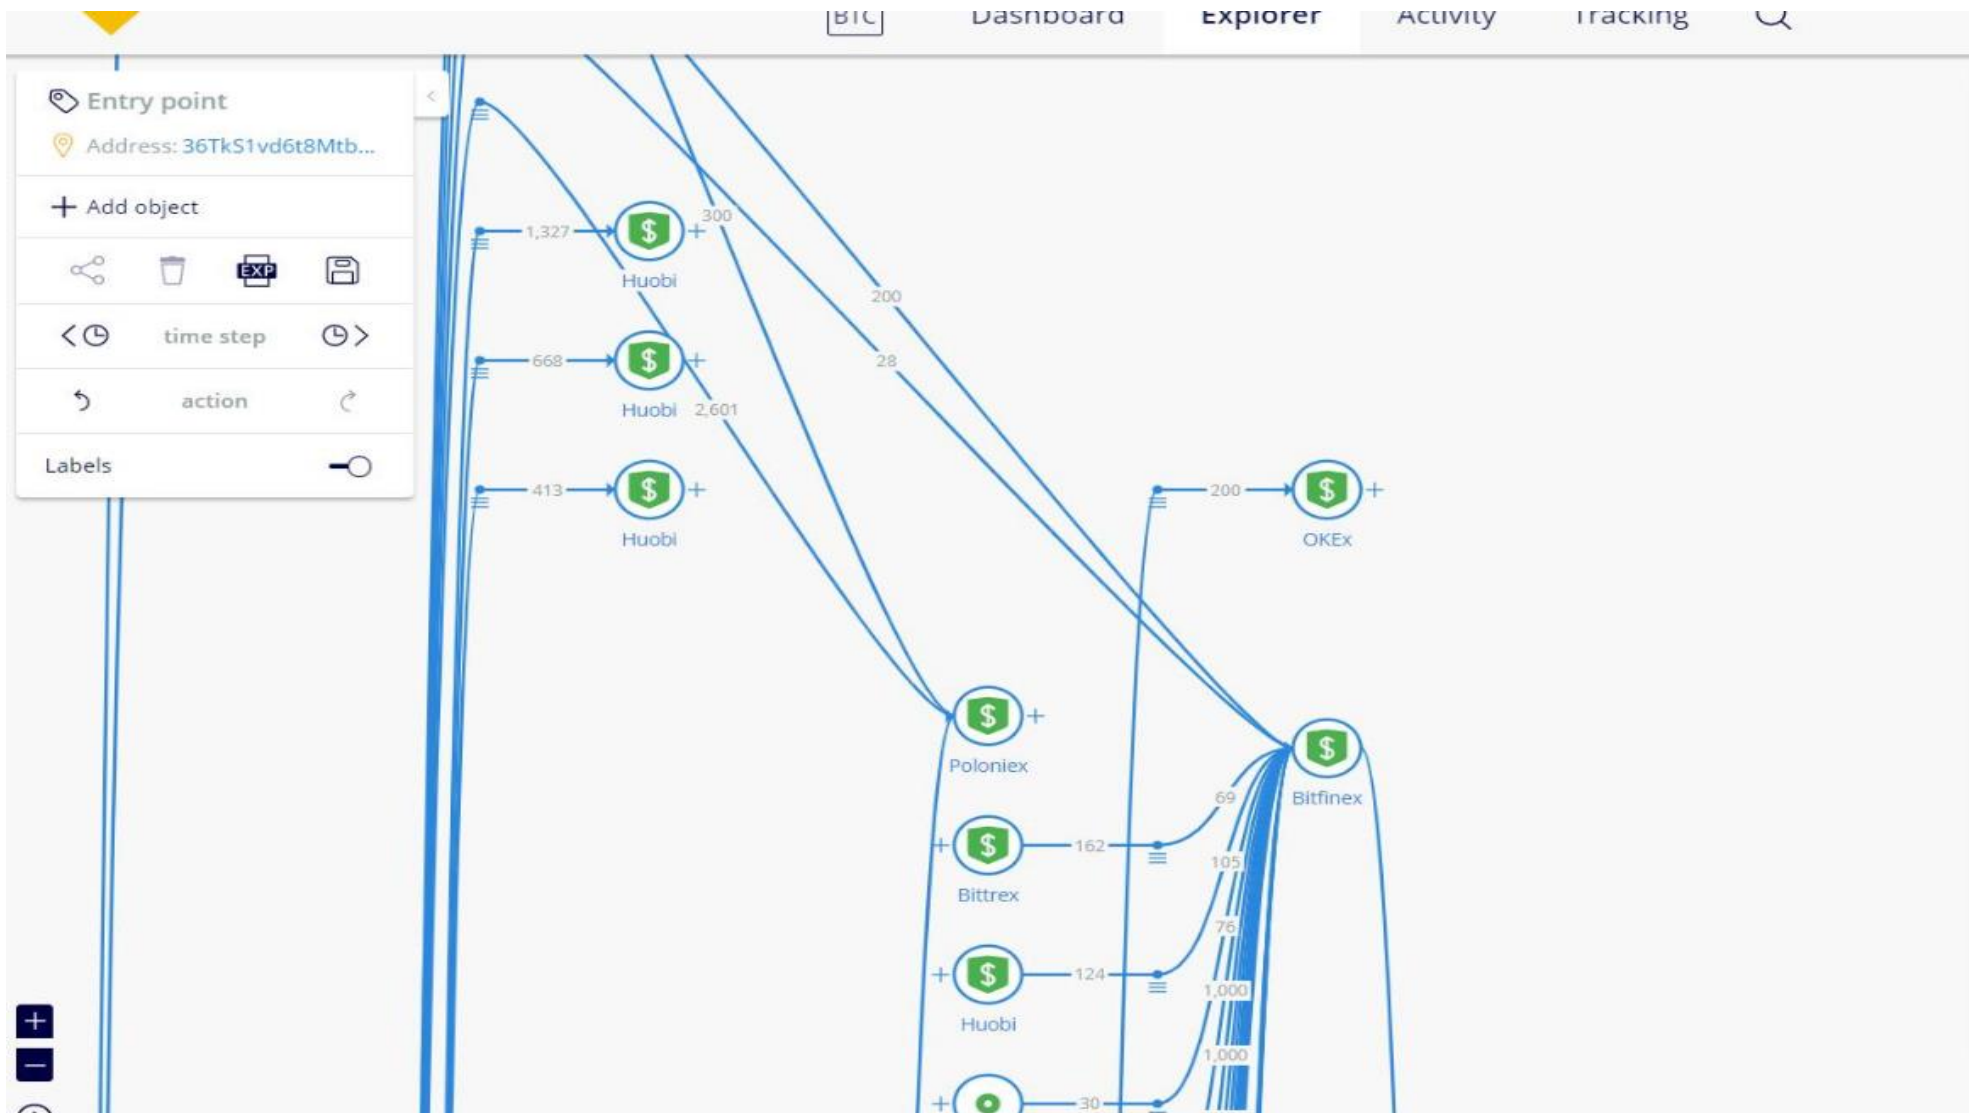 BTC Dashboard Explorer Activity Tracking
Entry point
Address: 36TkS1vd6t8Mtb...
Add object
EXP
time step
action
Labels
300
1,327
Huobi
200
668
28
Huobi
2,601
413
200
Huobi
OKEx
Poloniex
69
Bitfinex
162
105
Bittrex
76
124
1,000
Huobi
1,000
30